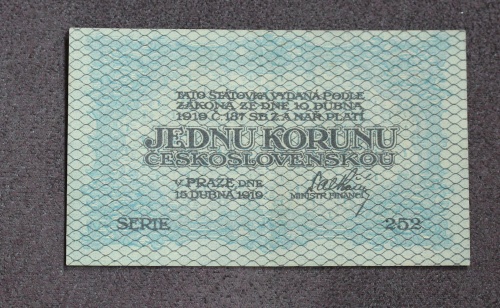 TATO STÁTOVKA VYDANÁ PODLE
ZÁKONA ZE DNE 10. DUBNA
1919 Č. 187 SB. Z. A NAŘ. PLATÍ
JEDNU KORUNU
ČESKOSLOVENSKOU
V PRAZE DNE
15. DUBNA 1919
MINISTR FINANCÍ
SERIE 252